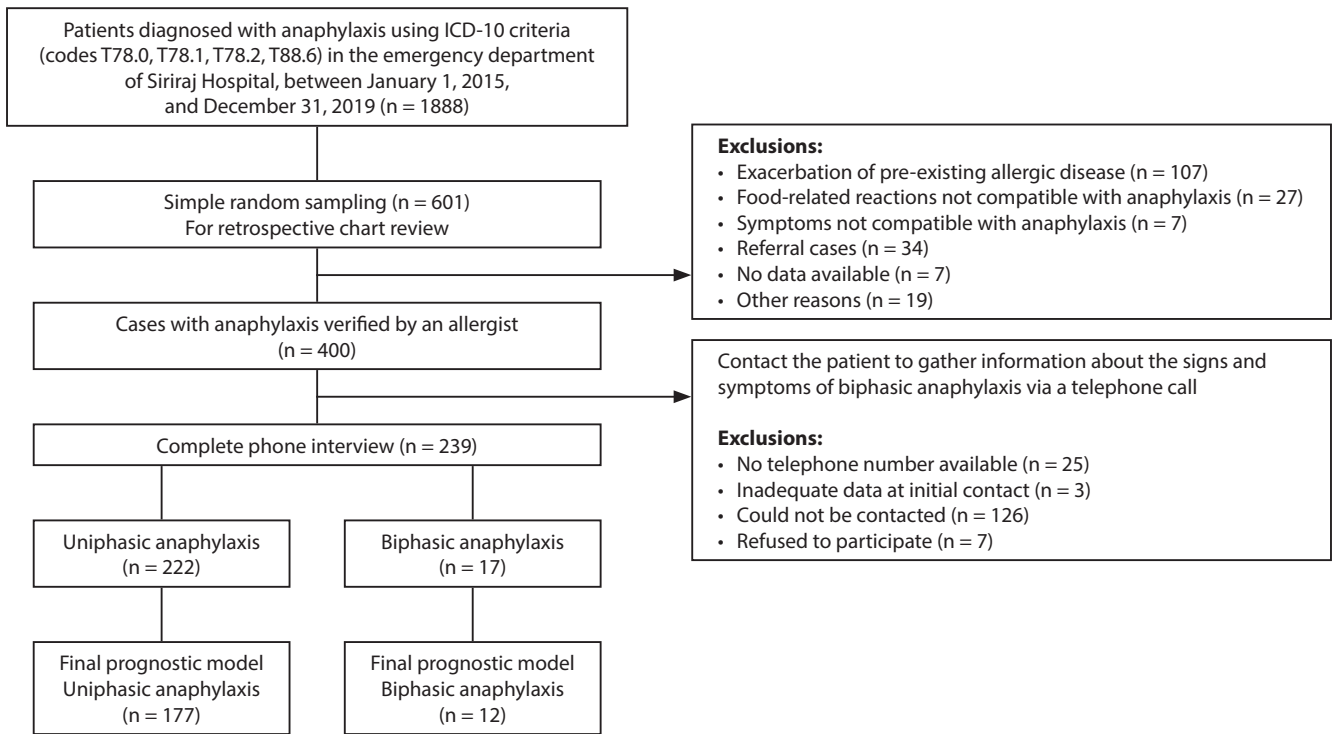 Patients diagnosed with anaphylaxis using ICD-10 criteria
(codes T78.0, T78.1, T78.2, T88.6) in the emergency department
of Siriraj Hospital, between January 1, 2015,
and December 31, 2019 (n = 1888)
Simple random sampling (n = 601)
For retrospective chart review
Exclusions:
• Exacerbation of pre-existing allergic disease (n = 107)
• Food-related reactions not compatible with anaphylaxis (n = 27)
• Symptoms not compatible with anaphylaxis (n = 7)
• Referral cases (n = 34)
• No data available (n = 7)
• Other reasons (n = 19)
Cases with anaphylaxis verified by an allergist
(n = 400)
Contact the patient to gather information about the signs and
symptoms of biphasic anaphylaxis via a telephone call
Exclusions:
• No telephone number available (n = 25)
• Inadequate data at initial contact (n = 3)
• Could not be contacted (n = 126)
• Refused to participate (n = 7)
Complete phone interview (n = 239)
Uniphasic anaphylaxis
(n = 222)
Biphasic anaphylaxis
(n = 17)
Final prognostic model
Uniphasic anaphylaxis
(n = 177)
Final prognostic model
Biphasic anaphylaxis
(n = 12)